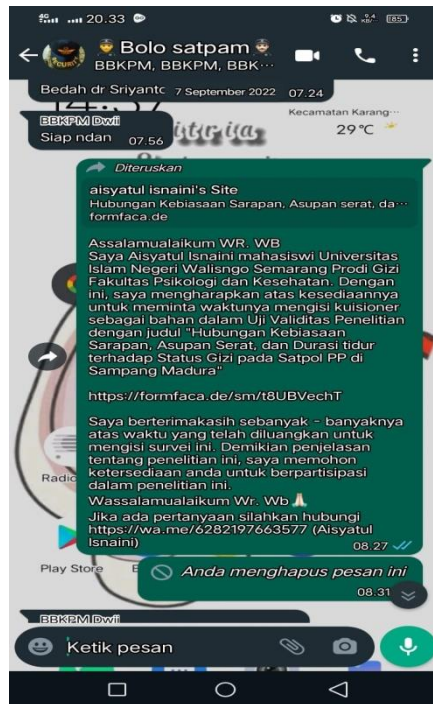 4G 20.33
85
Bolo satpam
BBKPM, BBKPM, BBK...
Bedah dr Sriyantc 7 September 2022 07.24
Kecamatan Karang...
29°C
BBKPM Dwii
Siap ndan 07.56
Diteruskan
aisyatul isnaini's Site
Hubungan Kebiasaan Sarapan, Asupan serat, da...
formfaca.de
Assalamualaikum WR. WB
Saya Aisyatul Isnaini mahasiswi Universitas
Islam Negeri Walisngo Semarang Prodi Gizi
Fakultas Psikologi dan Kesehatan. Dengan
ini, saya mengharapkan atas kesediaannya
untuk meminta waktunya mengisi kuisioner
sebagai bahan dalam Uji Validitas Penelitian
dengan judul "Hubungan Kebiasaan
Sarapan, Asupan Serat, dan Durasi tidur
terhadap Status Gizi pada Satpol PP di
Sampang Madura"
https://formfaca.de/sm/t8UBVechT
Saya berterimakasih sebanyak - banyaknya
atas waktu yang telah diluangkan untuk
mengisi survei ini. Demikian penjelasan
tentang penelitian ini, saya memohon
ketersediaan anda untuk berpartisipasi
dalam penelitian ini.
Wassalamualaikum Wr. Wb
Jika ada pertanyaan silahkan hubungi
https://wa.me/6282197663577 (Aisyatul
Isnaini) 08.27
Radic
Play Store
Anda menghapus pesan ini
08.31
BBKPM Dwii
Ketik pesan